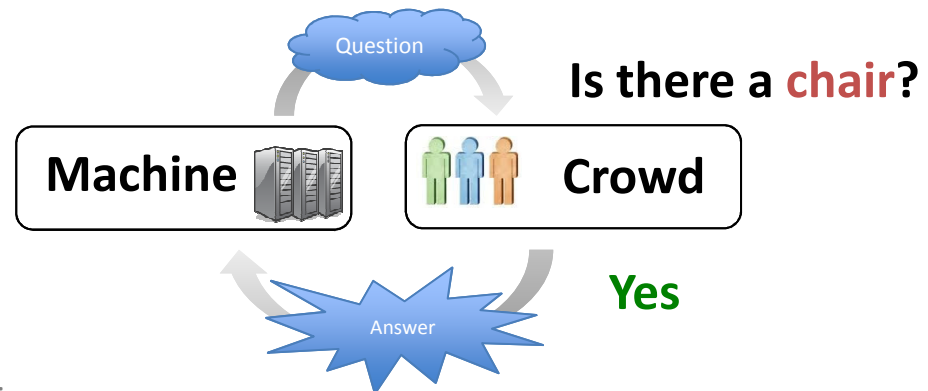 Question
Is there a chair?
Machine
Crowd
Yes
Answer